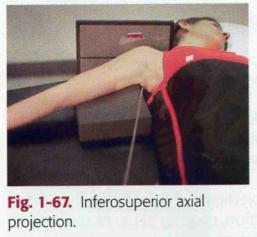 Fig. 1-67. Inferosuperior axial
projection.